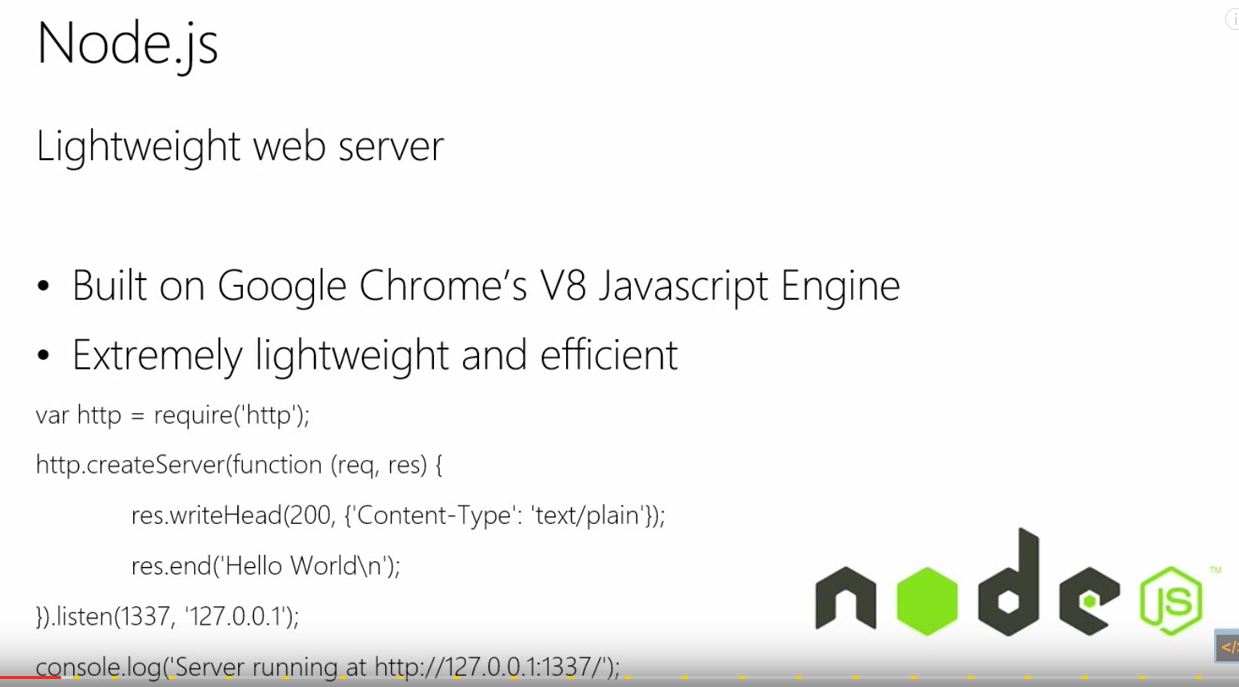 Node.js
Lightweight web server
• Built on Google Chrome’s V8 Javascript Engine
• Extremely lightweight and efficient
var http = require('http');
http.createServer(function (req, res) {
res.writeHead(200, {'Content-Type': 'text/plain'});
res.end('Hello World\n');
}).listen(1337, '127.0.0.1');
console.log('Server running at http://127.0.0.1:1337/');
node JS ™